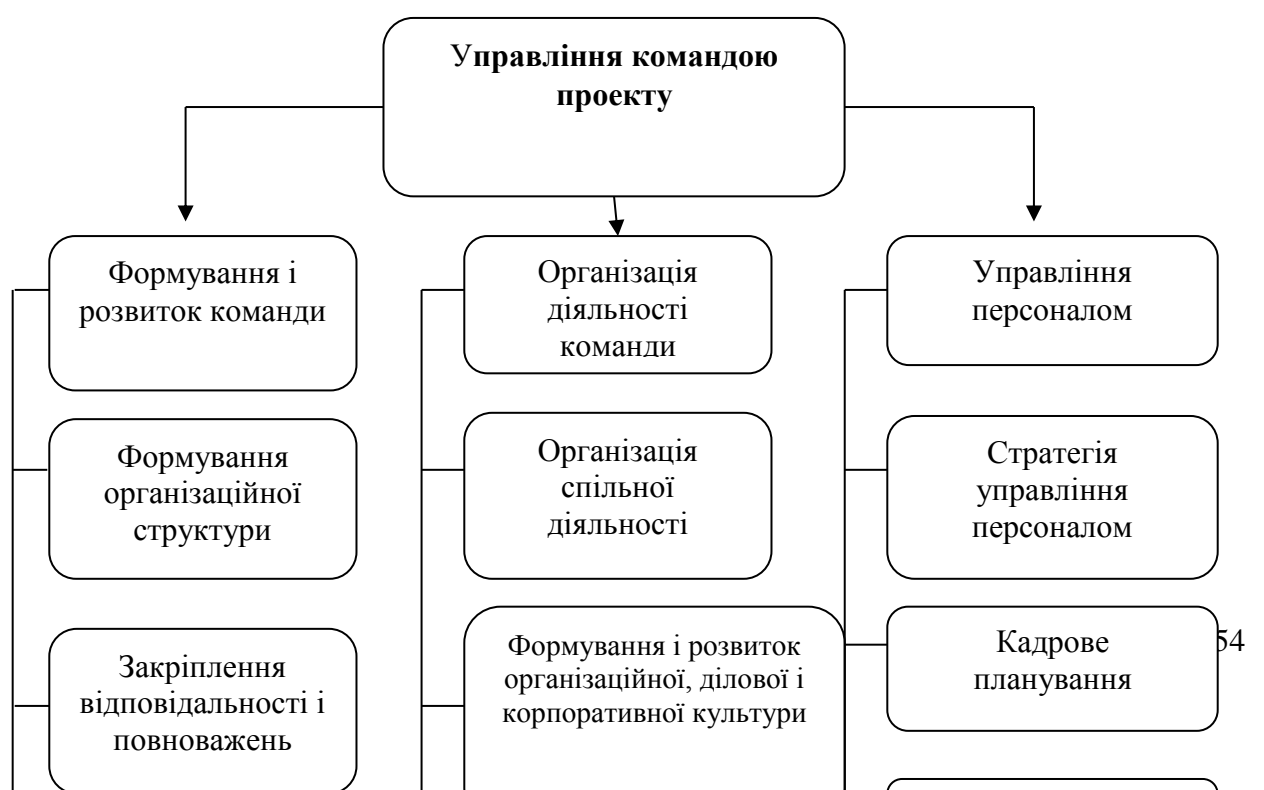 Управління командою
проекту
Формування і
розвиток команди
Організація
діяльності
команди
Управління
персоналом
Формування
організаційної
структури
Організація
спільної
діяльності
Стратегія
управління
персоналом
Закріплення
відповідальності і
повноважень
Формування і розвиток
організаційної, ділової і
корпоративної культури
Кадрове
планування
54